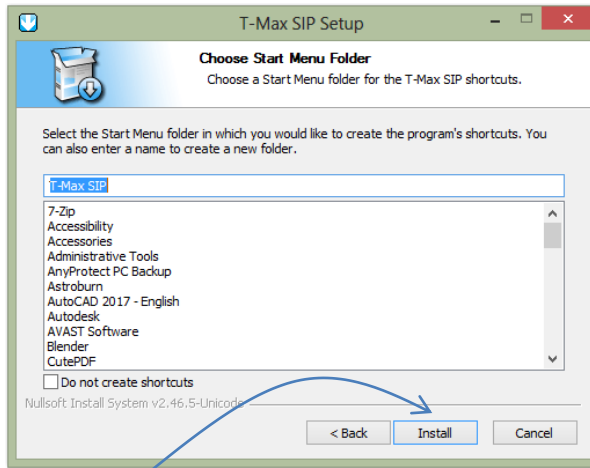 T-Max SIP Setup
Choose Start Menu Folder
Choose a Start Menu folder for the T-Max SIP shortcuts.
Select the Start Menu folder in which you would like to create the program's shortcuts. You
can also enter a name to create a new folder.
T-Max SIP
7-Zip
Accessibility
Accessories
Administrative Tools
AnyProtect PC Backup
Astroburn
AutoCAD 2017 - English
Autodesk
AVAST Software
Blender
CutePDF
Do not create shortcuts
Nullsoft Install System v2.46.5-Unicode
< Back Install Cancel